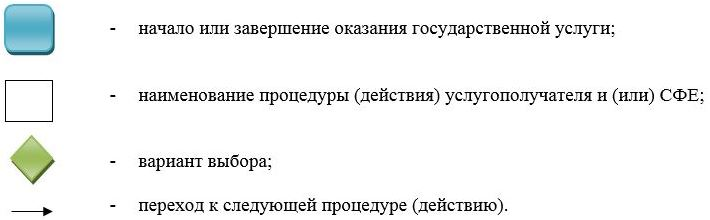 - начало или завершение оказания государственной услуги;
- наименование процедуры (действия) услугополучателя и (или) СФЕ;
- вариант выбора;
- переход к следующей процедуре (действию).